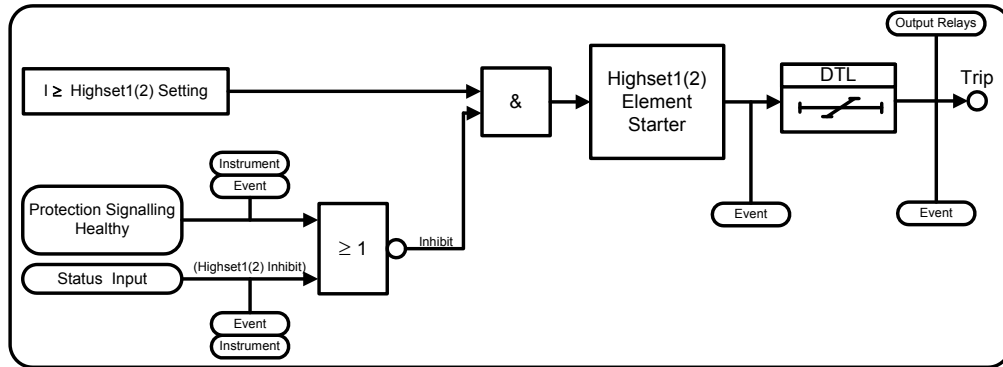 Output Relays
I ≥ Highset1(2) Setting
&
Highset1(2)
Element
Starter
DTL
Trip
Instrument
Event
Protection Signalling
Healthy
≥ 1
Inhibit
Event
Event
Status Input
(Highset1(2) Inhibit)
Event
Instrument